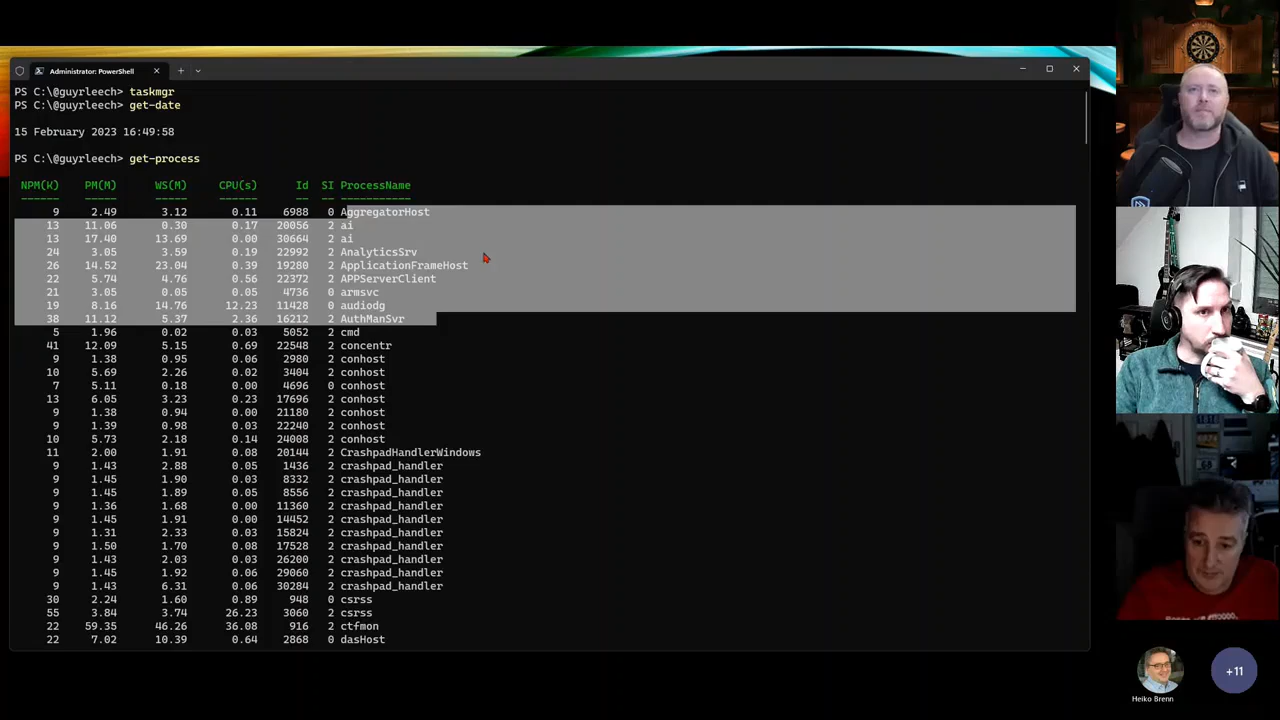 Administrator: PowerShell
PS C:\@guyrleech> taskmgr
PS C:\@guyrleech> get-date
15 February 2023 16:49:58
PS C:\@guyrleech> get-process
NPM(K) PM(M) WS(M) CPU(s) Id SI ProcessName
------ ----- ----- ------ -- -- -----------
9 2.49 3.12 0.11 6988 0 AggregatorHost
13 11.06 0.30 0.17 20056 2 ai
13 17.40 13.69 0.00 30664 2 ai
24 3.05 3.59 0.19 22992 2 AnalyticsSrv
26 14.52 23.04 0.39 19280 2 ApplicationFrameHost
22 5.74 4.76 0.56 22372 2 APPServerClient
21 3.05 0.05 0.05 4736 0 armsvc
19 8.16 14.76 12.23 11428 0 audiodg
38 11.12 5.37 2.36 16212 2 AuthManSvr
5 1.96 0.02 0.03 5052 2 cmd
41 12.09 5.15 0.69 22548 2 concentr
9 1.38 0.95 0.06 2980 2 conhost
10 5.69 2.26 0.02 3404 2 conhost
7 5.11 0.18 0.00 4696 0 conhost
13 6.05 3.23 0.23 17696 2 conhost
9 1.38 0.94 0.00 21180 2 conhost
9 1.39 0.98 0.03 22240 2 conhost
10 5.73 2.18 0.14 24008 2 conhost
11 2.00 1.91 0.08 20144 2 CrashpadHandlerWindows
9 1.43 2.88 0.05 1436 2 crashpad_handler
9 1.45 1.90 0.03 8332 2 crashpad_handler
9 1.45 1.89 0.05 8556 2 crashpad_handler
9 1.36 1.68 0.00 11360 2 crashpad_handler
9 1.45 1.91 0.00 14452 2 crashpad_handler
9 1.31 2.33 0.03 15824 2 crashpad_handler
9 1.50 1.70 0.08 17528 2 crashpad_handler
9 1.43 2.03 0.03 26200 2 crashpad_handler
9 1.45 1.92 0.06 29060 2 crashpad_handler
9 1.43 6.31 0.06 30284 2 crashpad_handler
30 2.24 1.60 0.89 948 0 csrss
55 3.84 3.74 26.23 3060 2 csrss
22 59.35 46.26 36.08 916 2 ctfmon
22 7.02 10.39 0.64 2868 0 dasHost
Heiko Brenn
+11